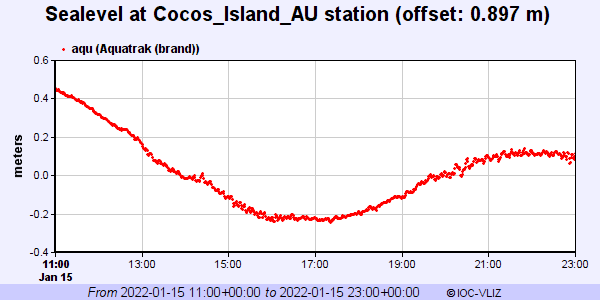 Sealevel at Cocos_Island_AU station (offset: 0.897 m)
aqu (Aquatrak (brand))
meters
0.6
0.4
0.2
0.0
-0.2
-0.4
11:00 13:00 15:00 17:00 19:00 21:00 23:00
Jan 15
From 2022-01-15 11:00+00:00 to 2022-01-15 23:00+00:00 © IOC-VLIZ